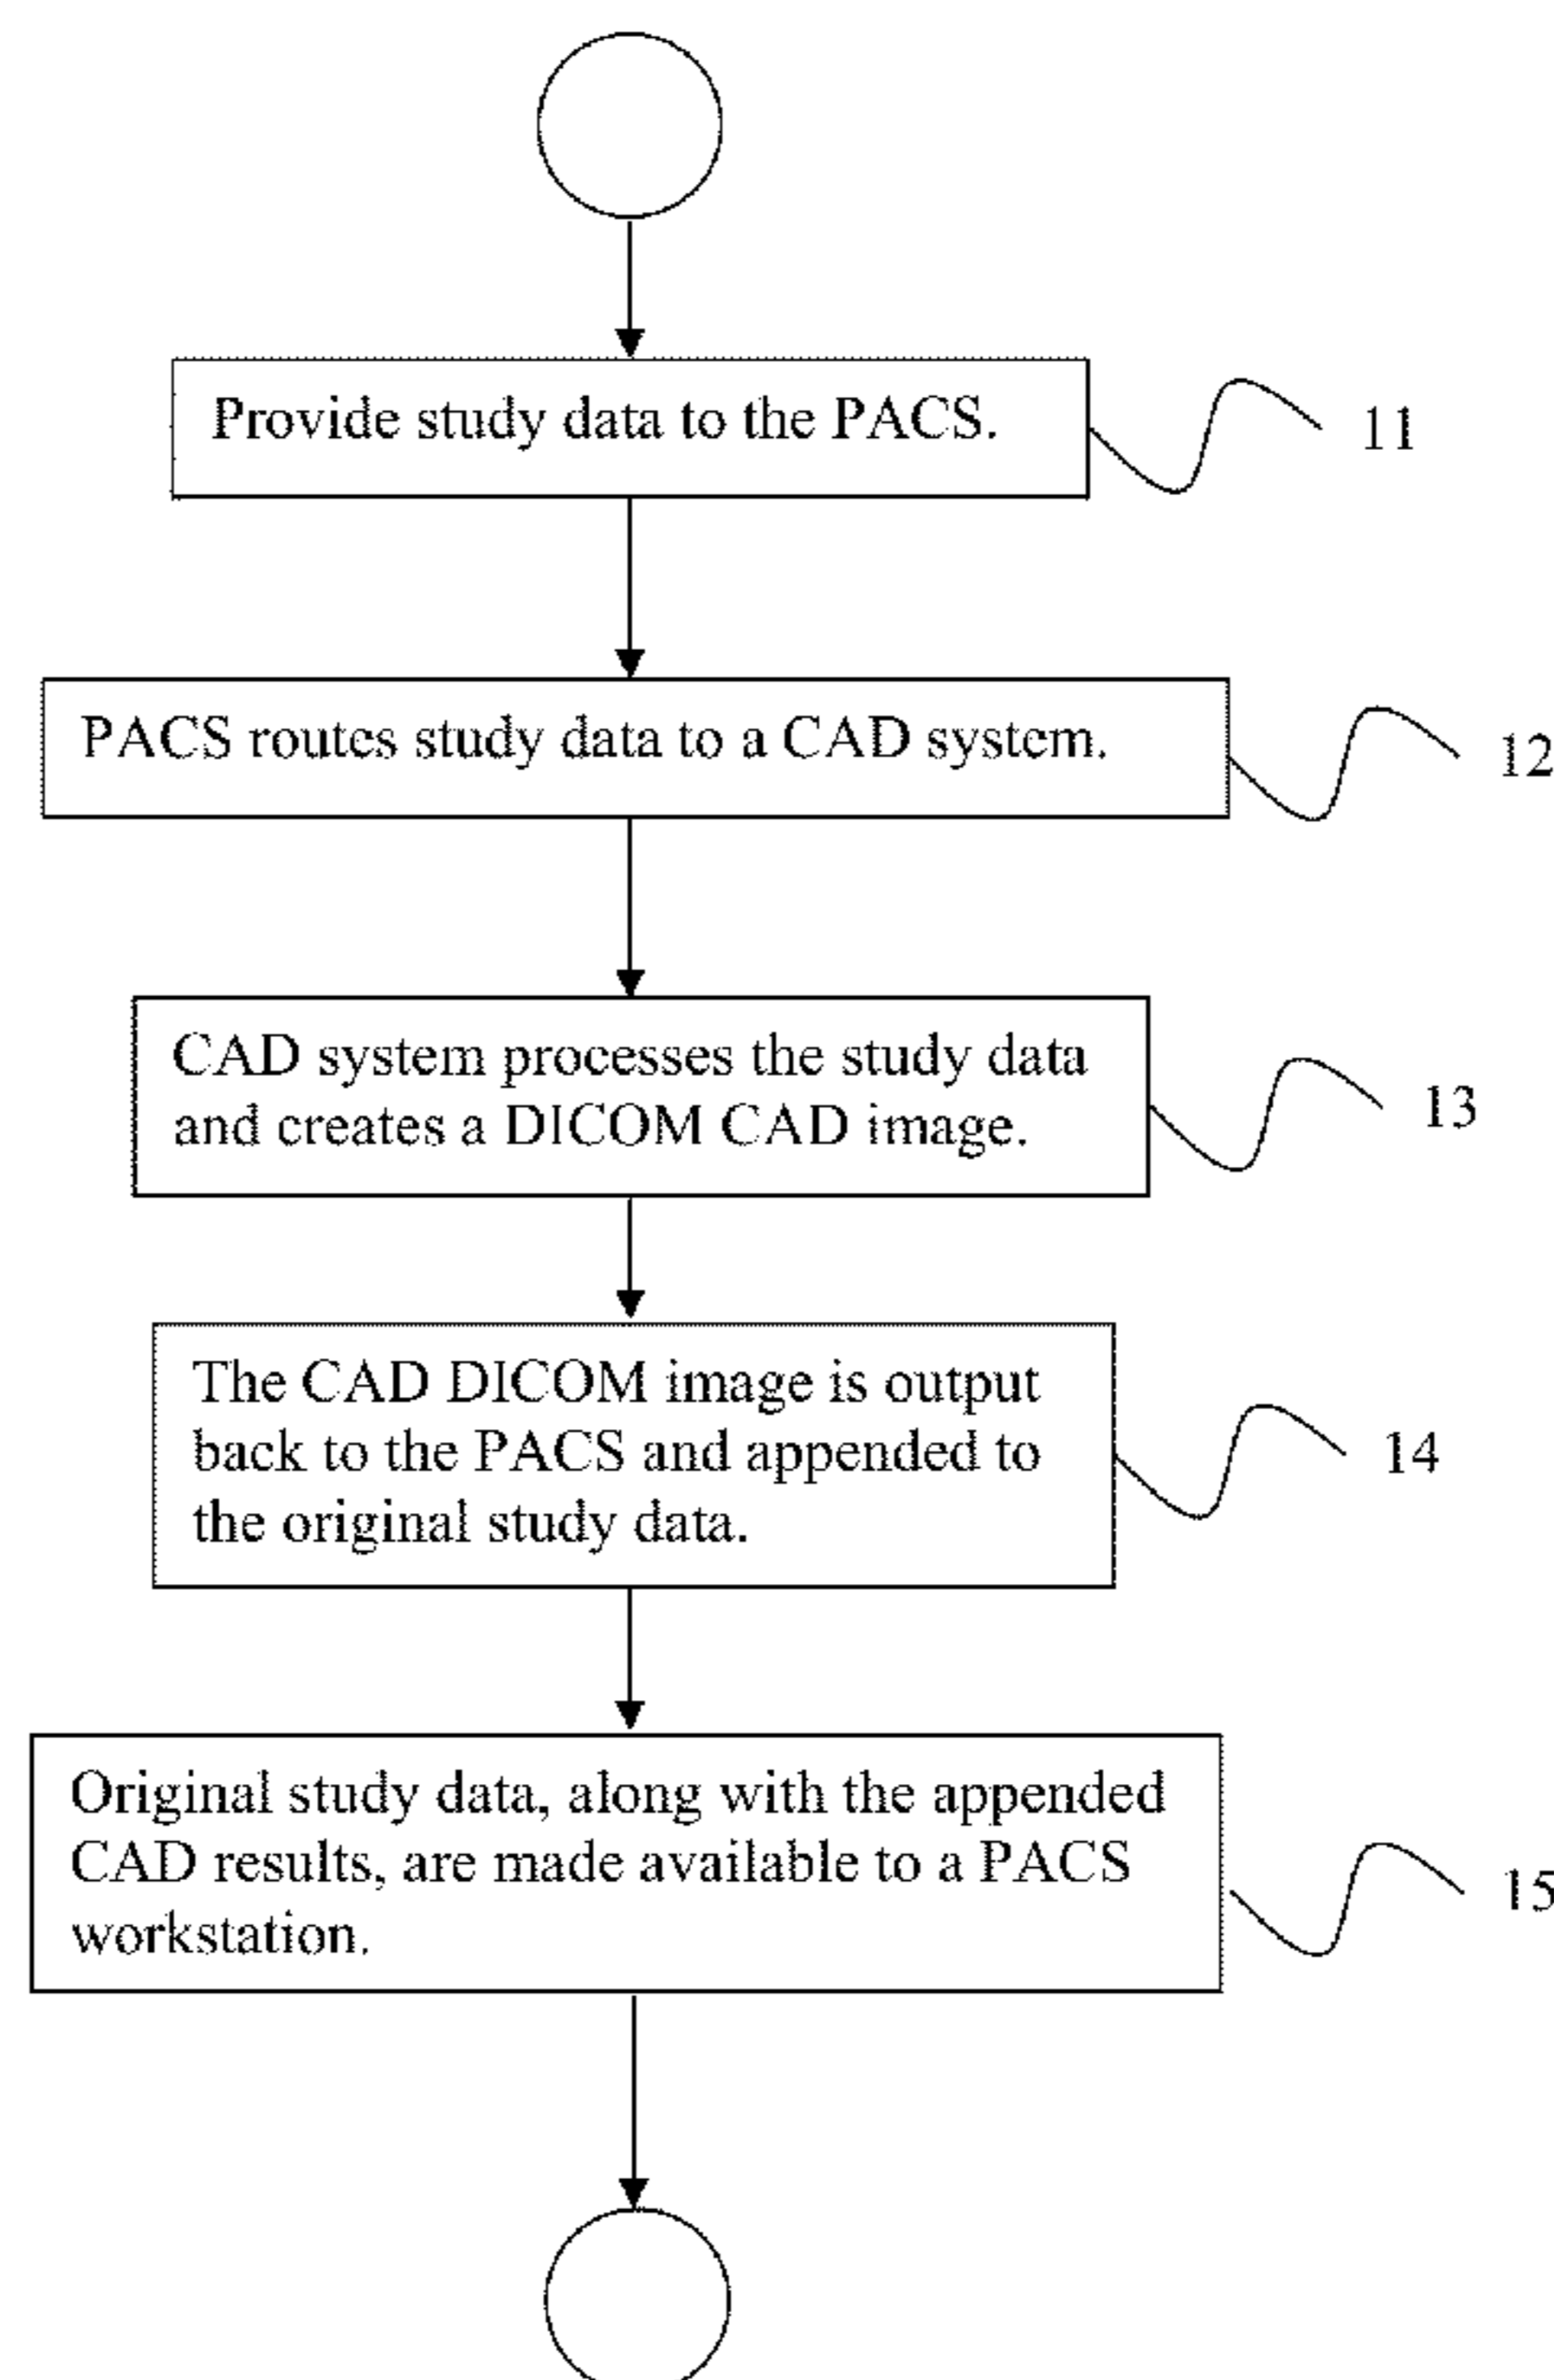 Provide study data to the PACS.
11
PACS routes study data to a CAD system.
12
CAD system processes the study data
and creates a DICOM CAD image.
13
The CAD DICOM image is output
back to the PACS and appended to
the original study data.
14
Original study data, along with the appended
CAD results, are made available to a PACS
workstation.
15